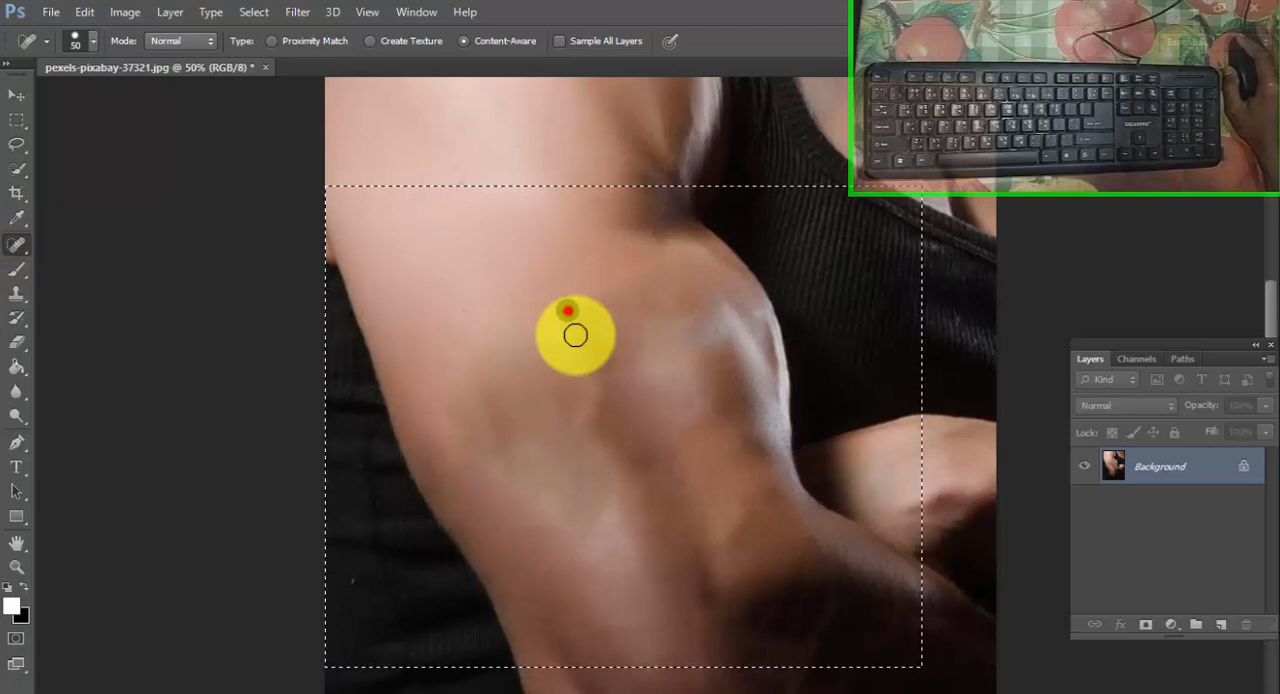 Ps File Edit Image Layer Type Select Filter 3D View Window Help
50 Mode: Normal Type: Proximity Match Create Texture Content-Aware Sample All Layers
pexels-pixabay-37321.jpg @ 50% (RGB/8) * ×
Layers Channels Paths
Kind
Normal Opacity: 100%
Lock: Fill: 100%
Background